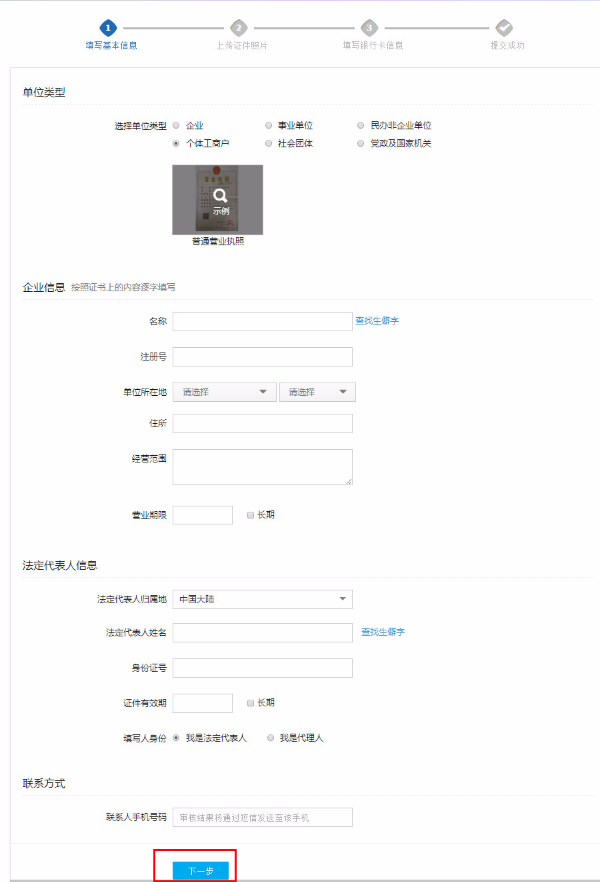 1 2 3
填写基本信息 上传证件照片 填写银行卡信息 提交成功
单位类型
选择单位类型 企业 事业单位 民办非企业单位
个体工商户 社会团体 党政及国家机关
示例
普通营业执照
企业信息 按照证书上的内容逐字填写
名称 查找生僻字
注册号
单位所在地 请选择 请选择
住所
经营范围
营业期限 长期
法定代表人信息
法定代表人归属地 中国大陆
法定代表人姓名 查找生僻字
身份证号
证件有效期 长期
填写人身份 我是法定代表人 我是代理人
联系方式
联系人手机号码 审核结果将通过短信发送至该手机
下一步